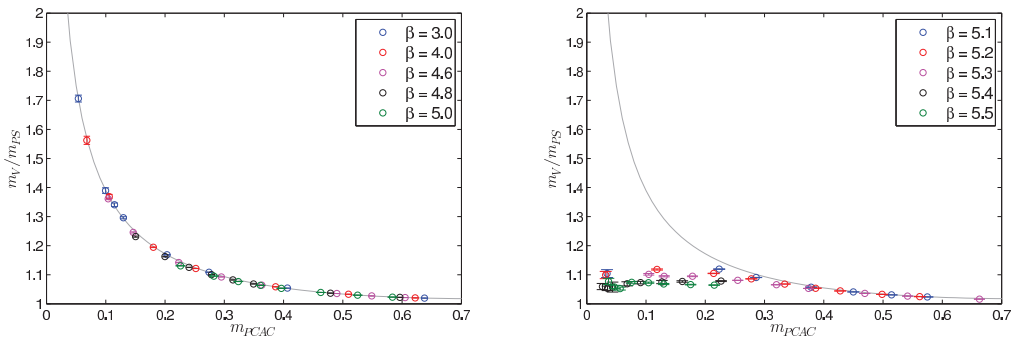 2
1.9
1.8
1.7
1.6
1.5
1.4
1.3
1.2
1.1
1
m_V/m_PS
0 0.1 0.2 0.3 0.4 0.5 0.6 0.7
m_PCAC
β = 3.0
β = 4.0
β = 4.6
β = 4.8
β = 5.0
2
1.9
1.8
1.7
1.6
1.5
1.4
1.3
1.2
1.1
1
m_V/m_PS
0 0.1 0.2 0.3 0.4 0.5 0.6 0.7
m_PCAC
β = 5.1
β = 5.2
β = 5.3
β = 5.4
β = 5.5